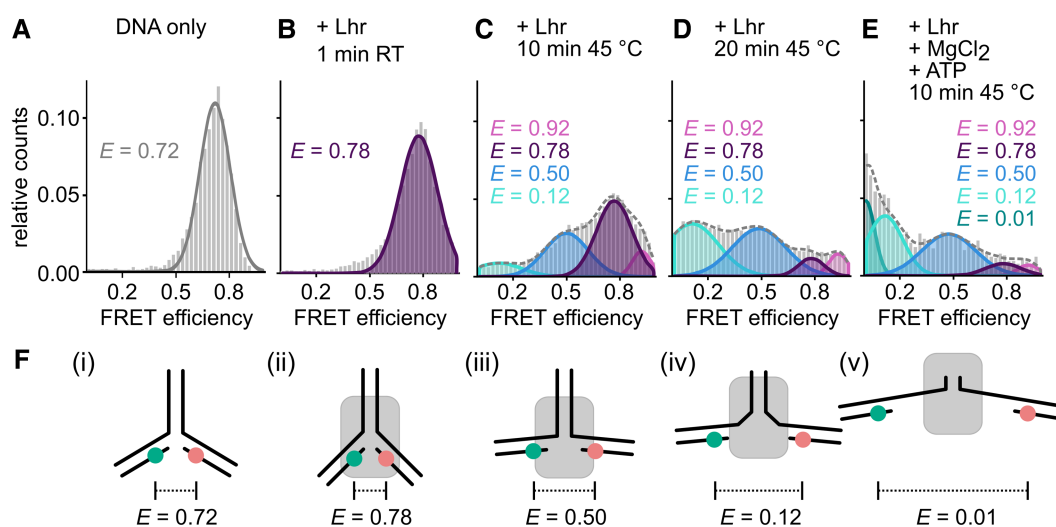 A
DNA only
B
+ Lhr
1 min RT
C
+ Lhr
10 min 45 °C
D
+ Lhr
20 min 45 °C
E
+ Lhr
+ MgCl2
+ ATP
10 min 45 °C
relative counts
0.10
0.05
0.00
E = 0.72
0.2 0.5 0.8
FRET efficiency
E = 0.78
0.2 0.5 0.8
FRET efficiency
E = 0.92
E = 0.78
E = 0.50
E = 0.12
0.2 0.5 0.8
FRET efficiency
E = 0.92
E = 0.78
E = 0.50
E = 0.12
0.2 0.5 0.8
FRET efficiency
E = 0.92
E = 0.78
E = 0.50
E = 0.12
E = 0.01
0.2 0.5 0.8
FRET efficiency
F
(i)
E = 0.72
(ii)
E = 0.78
(iii)
E = 0.50
(iv)
E = 0.12
(v)
E = 0.01